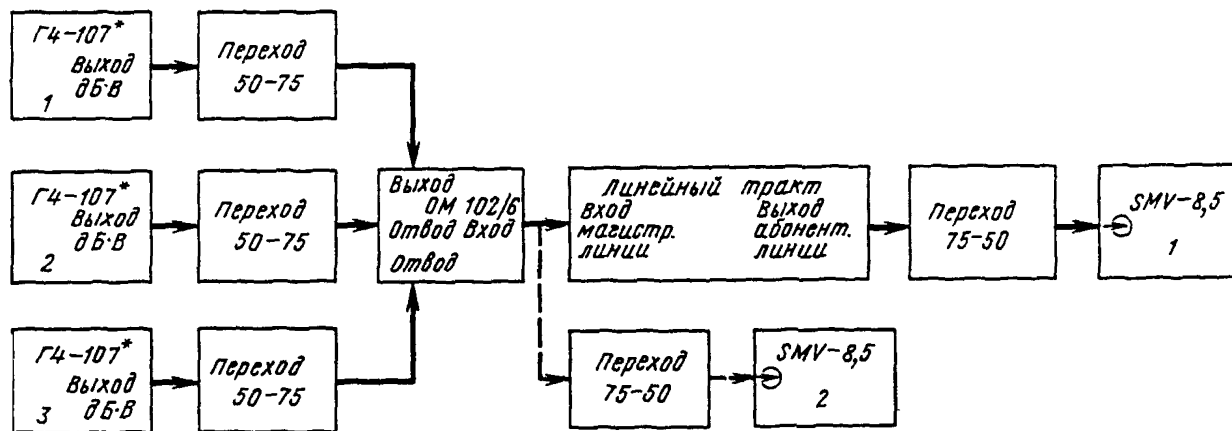 Г4-107*
Выход
дБ·В
1
Переход
50-75
Г4-107*
Выход
дБ·В
2
Переход
50-75
Г4-107*
Выход
дБ·В
3
Переход
50-75
Выход
ОМ 102/6
Отвод Вход
Отвод
Линейный тракт
Вход
магистр.
линии
Выход
абонент.
линии
Переход
75-50
SMV-8,5
1
Переход
75-50
SMV-8,5
2